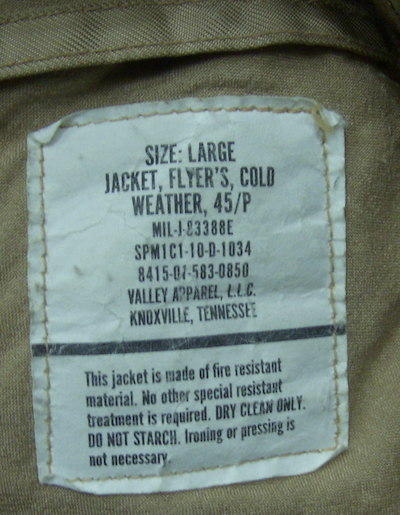 SIZE: LARGE
JACKET, FLYER'S, COLD
WEATHER, 45/P
MIL-J-83388E
SPM1C1-10-D-1034
8415-01-583-0850
VALLEY APPAREL, L.L.C.
KNOXVILLE, TENNESSEE
This jacket is made of fire resistant
material. No other special resistant
treatment is required. DRY CLEAN ONLY.
DO NOT STARCH. Ironing or pressing is
not necessary.